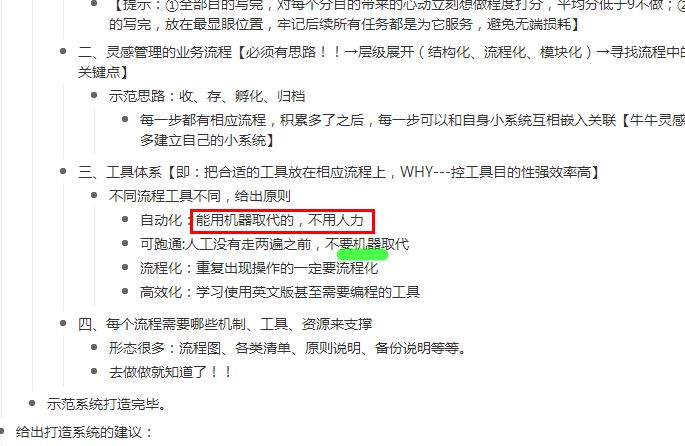 【提示：①全部目的写完，对每个分目的带来的心动立刻想做程度打分，平均分低于9不做；②
的写完，放在最显眼位置，牢记后续所有任务都是为它服务，避免无端损耗】
二、灵感管理的业务流程【必须有思路！！→层级展开（结构化、流程化、模块化）→寻找流程中的
关键点】
示范思路：收、存、孵化、归档
每一步都有相应流程，积累多了之后，每一步可以和自身小系统互相嵌入关联【牛牛灵感
多建立自己的小系统】
三、工具体系【即：把合适的工具放在相应流程上，WHY---控工具目的性强效率高】
不同流程工具不同，给出原则
自动化：能用机器取代的，不用人力
可跑通:人工没有走两遍之前，不要机器取代
流程化：重复出现操作的一定要流程化
高效化：学习使用英文版甚至需要编程的工具
四、每个流程需要哪些机制、工具、资源来支撑
形态很多：流程图、各类清单、原则说明、备份说明等等。
去做做就知道了！！
示范系统打造完毕。
给出打造系统的建议：